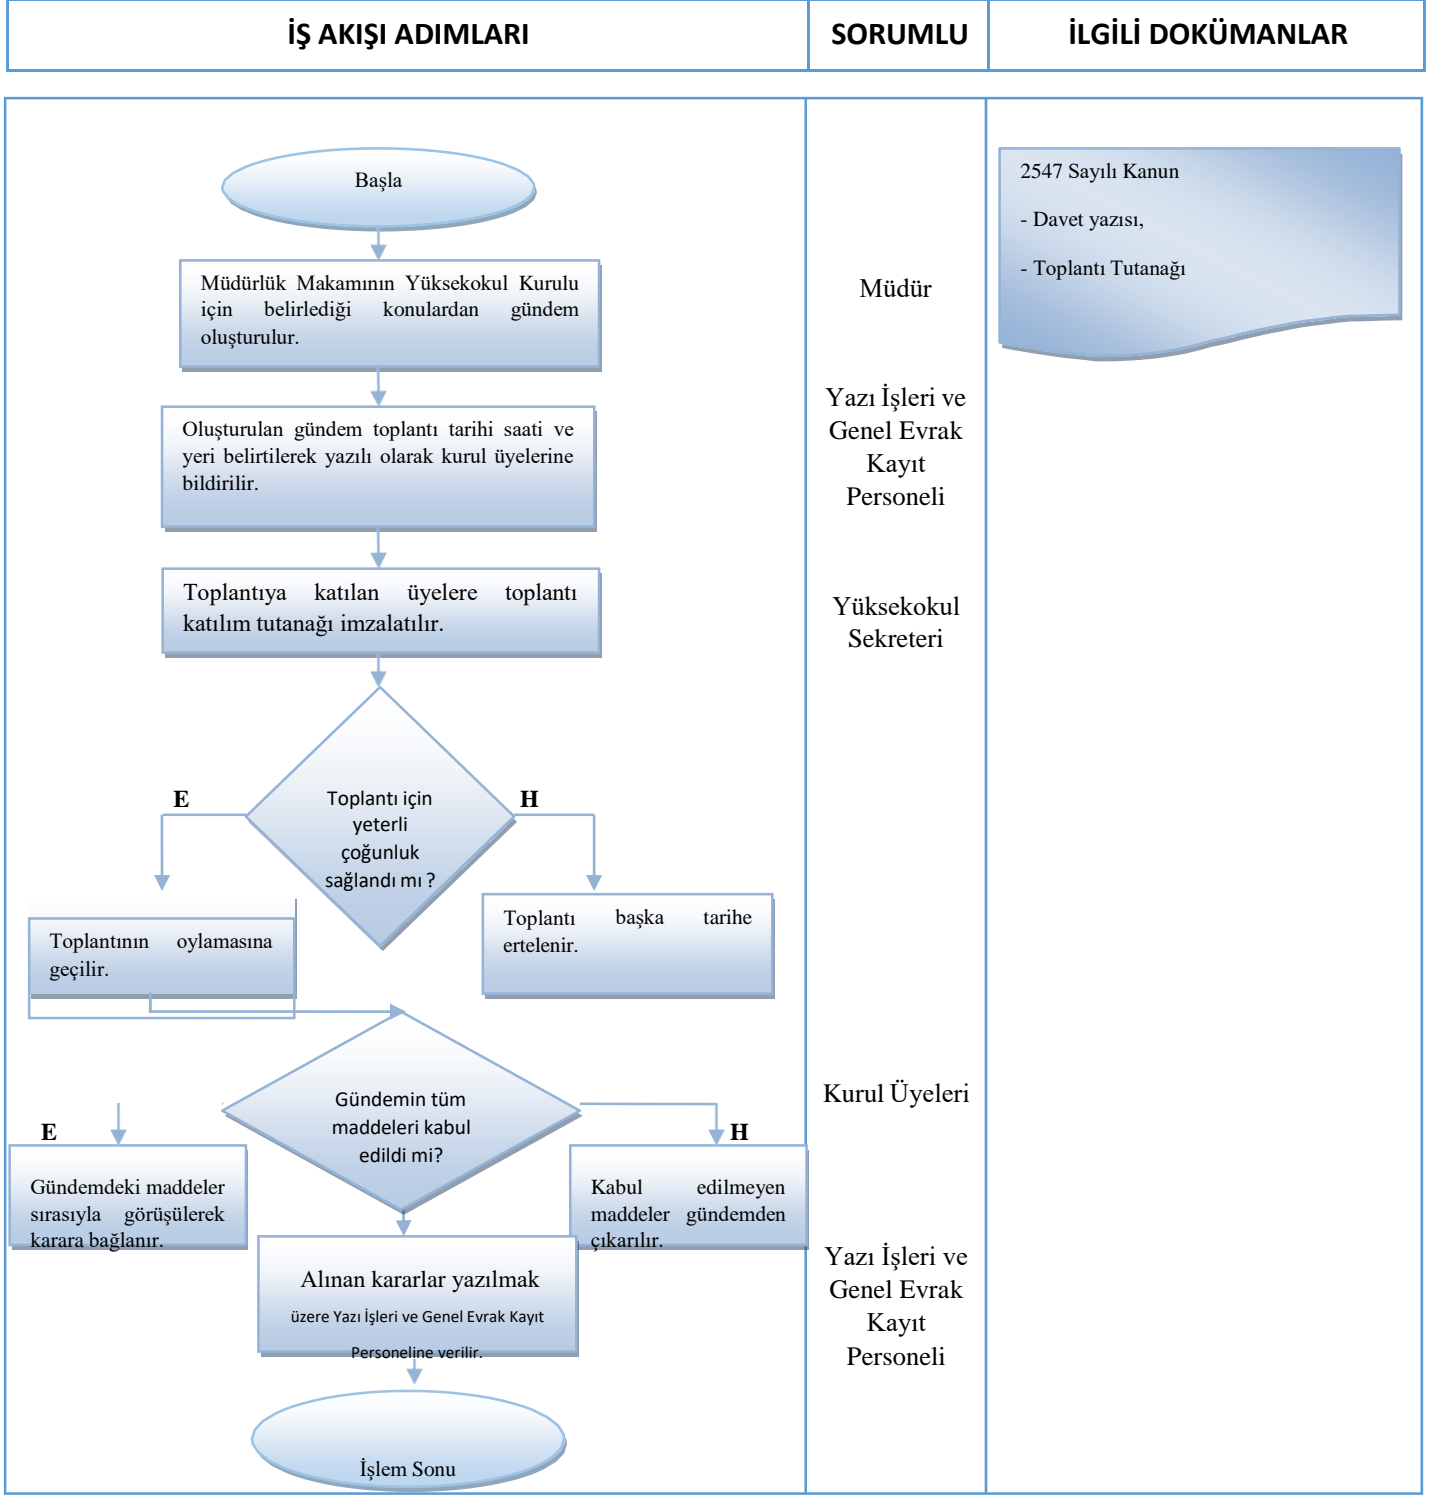 İŞ AKIŞI ADIMLARI
SORUMLU
İLGİLİ DOKÜMANLAR
Başla
Müdürlük Makamının Yüksekokul Kurulu
için belirlediği konulardan gündem
oluşturulur.
Müdür
2547 Sayılı Kanun
- Davet yazısı,
- Toplantı Tutanağı
Oluşturulan gündem toplantı tarihi saati ve
yeri belirtilerek yazılı olarak kurul üyelerine
bildirilir.
Yazı İşleri ve
Genel Evrak
Kayıt
Personeli
Toplantıya katılan üyelere toplantı
katılım tutanağı imzalatılır.
Yüksekokul
Sekreteri
Toplantı için
yeterli
çoğunluk
sağlandı mı ?
E
H
Toplantının oylamasına
geçilir.
Toplantı başka tarihe
ertelenir.
Gündemin tüm
maddeleri kabul
edildi mi?
Kurul Üyeleri
E
H
Gündemdeki maddeler
sırasıyla görüşülerek
karara bağlanır.
Kabul edilmeyen
maddeler gündemden
çıkarılır.
Alınan kararlar yazılmak
üzere Yazı İşleri ve Genel Evrak Kayıt
Personeline verilir.
Yazı İşleri ve
Genel Evrak
Kayıt
Personeli
İşlem Sonu